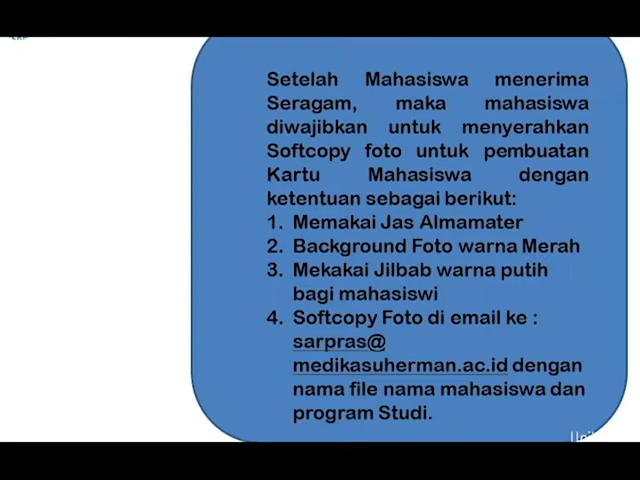 Setelah Mahasiswa menerima
Seragam, maka mahasiswa
diwajibkan untuk menyerahkan
Softcopy foto untuk pembuatan
Kartu Mahasiswa dengan
ketentuan sebagai berikut:
1. Memakai Jas Almamater
2. Background Foto warna Merah
3. Mekakai Jilbab warna putih
bagi mahasiswi
4. Softcopy Foto di email ke :
sarpras@
medikasuherman.ac.id dengan
nama file nama mahasiswa dan
program Studi.